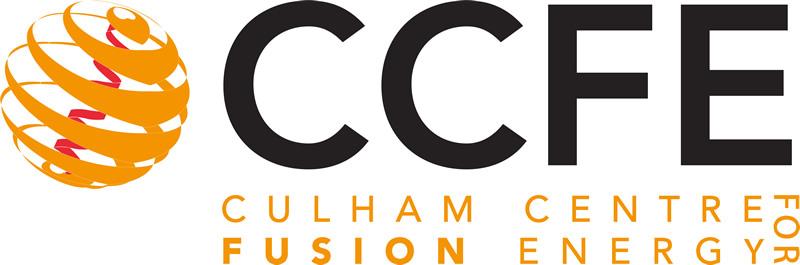 CCFE
CULHAM CENTRE FOR
FUSION ENERGY